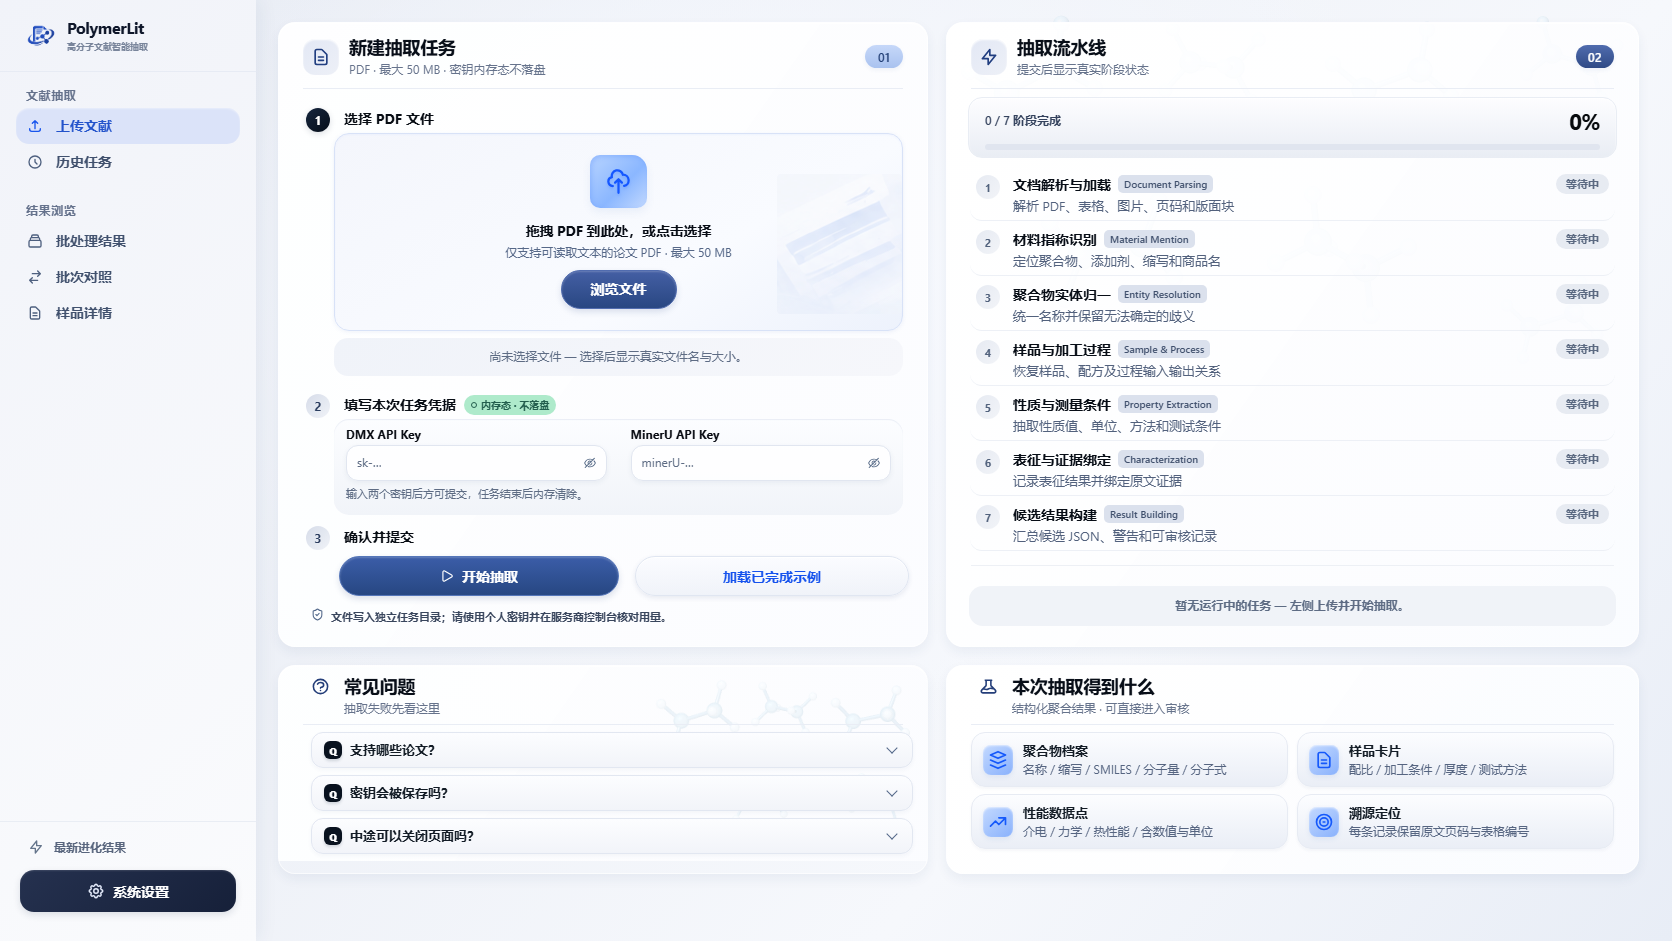 PolymerLit
高分子文献智能抽取
文献抽取
上传文献
历史任务
结果浏览
批处理结果
批次对照
样品详情
最新进化结果
系统设置
新建抽取任务
PDF · 最大 50 MB · 密钥内存态不落盘
01
1 选择 PDF 文件
拖拽 PDF 到此处，或点击选择
仅支持可读取文本的论文 PDF · 最大 50 MB
浏览文件
尚未选择文件 — 选择后显示真实文件名与大小。
2 填写本次任务凭据 内存态 · 不落盘
DMX API Key
sk-...
MinerU API Key
minerU-...
输入两个密钥后方可提交，任务结束后内存清除。
3 确认并提交
开始抽取
加载已完成示例
文件写入独立任务目录；请使用个人密钥并在服务商控制台核对用量。
抽取流水线
提交后显示真实阶段状态
02
0 / 7 阶段完成
0%
1 文档解析与加载 Document Parsing 等待中
解析 PDF、表格、图片、页码和版面块
2 材料指称识别 Material Mention 等待中
定位聚合物、添加剂、缩写和商品名
3 聚合物实体归一 Entity Resolution 等待中
统一名称并保留无法确定的歧义
4 样品与加工过程 Sample & Process 等待中
恢复样品、配方及过程输入输出关系
5 性质与测量条件 Property Extraction 等待中
抽取性质值、单位、方法和测试条件
6 表征与证据绑定 Characterization 等待中
记录表征结果并绑定原文证据
7 候选结果构建 Result Building 等待中
汇总候选 JSON、警告和可审核记录
暂无运行中的任务 — 左侧上传并开始抽取。
常见问题
抽取失败先看这里
Q 支持哪些论文？
Q 密钥会被保存吗？
Q 中途可以关闭页面吗？
本次抽取得到什么
结构化聚合结果 · 可直接进入审核
聚合物档案
名称 / 缩写 / SMILES / 分子量 / 分子式
样品卡片
配比 / 加工条件 / 厚度 / 测试方法
性能数据点
介电 / 力学 / 热性能 / 含数值与单位
溯源定位
每条记录保留原文页码与表格编号